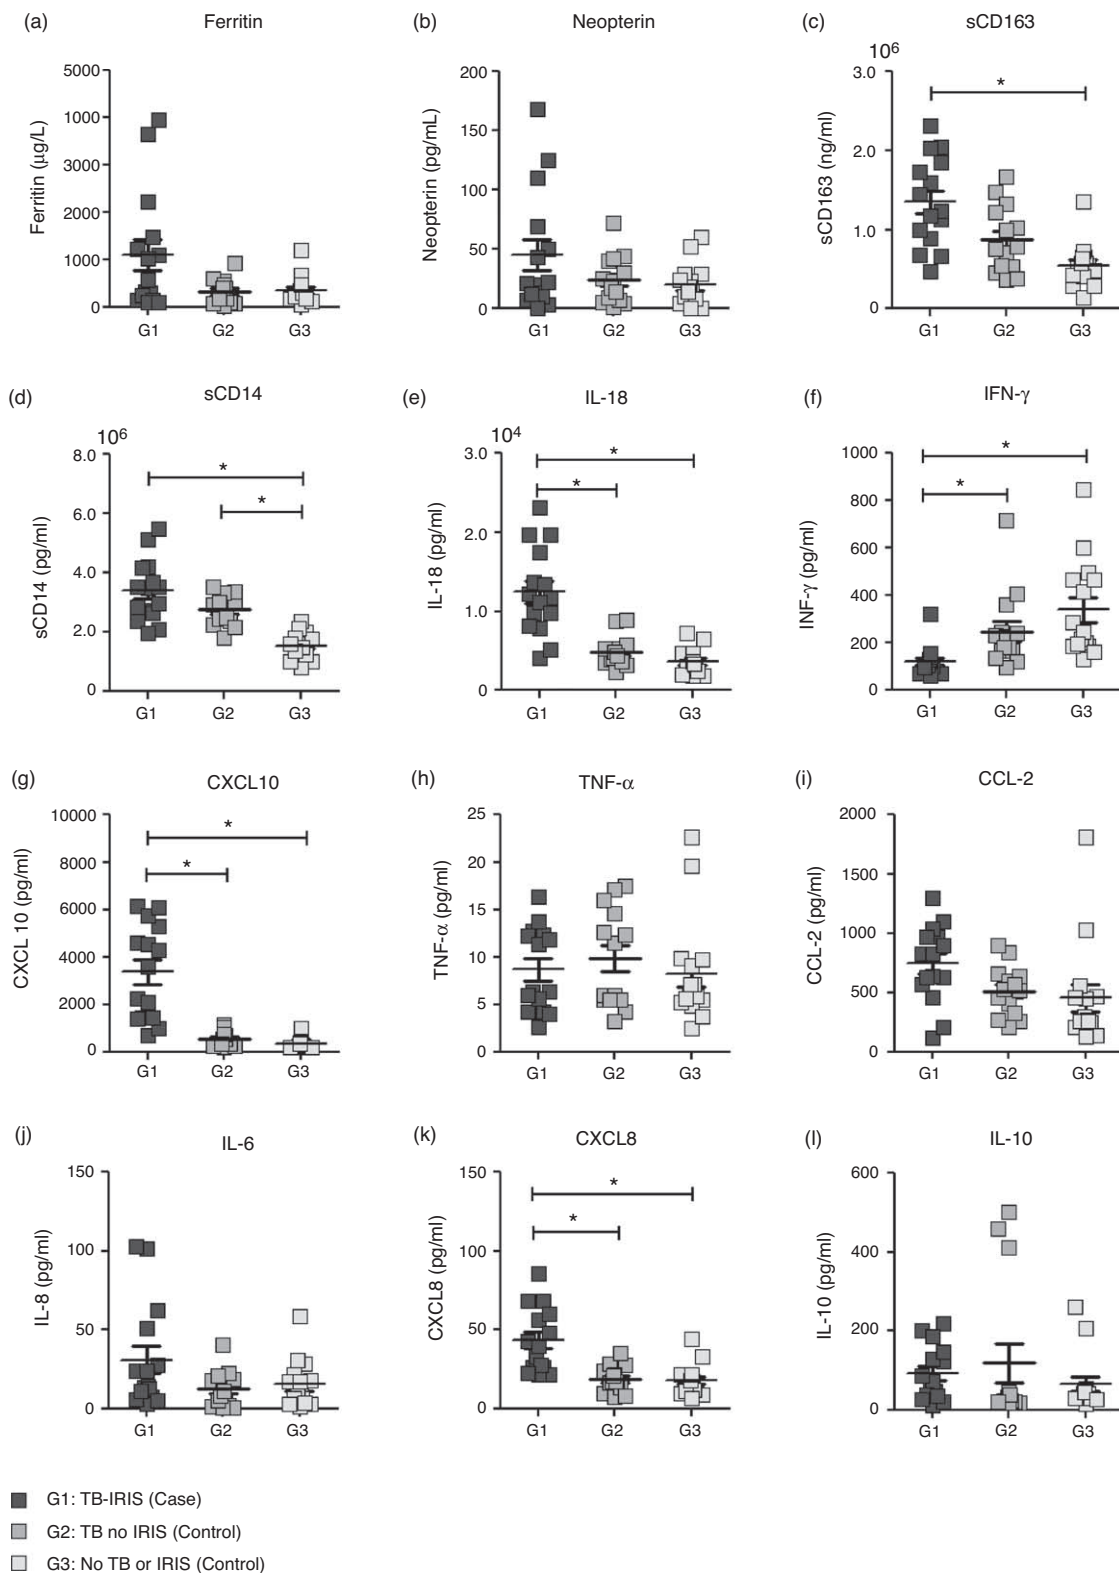 (a) Ferritin
Ferritin (μg/L)
5000
1000
3000
2000
1000
0
G1 G2 G3
(b) Neopterin
Neopterin (pg/mL)
200
150
100
50
0
G1 G2 G3
(c) sCD163
10⁶
sCD163 (ng/ml)
3.0
2.0
1.0
0
*
G1 G2 G3
(d) sCD14
10⁶
sCD14 (pg/ml)
8.0
6.0
4.0
2.0
0
*
*
G1 G2 G3
(e) IL-18
10⁴
IL-18 (pg/ml)
3.0
2.0
1.0
0
*
*
G1 G2 G3
(f) IFN-γ
INF-γ (pg/ml)
1000
800
600
400
200
0
*
*
G1 G2 G3
(g) CXCL10
CXCL 10 (pg/ml)
10000
8000
6000
4000
2000
0
*
*
G1 G2 G3
(h) TNF-α
TNF-α (pg/ml)
25
20
15
10
5
0
G1 G2 G3
(i) CCL-2
CCL-2 (pg/ml)
2000
1500
1000
500
0
G1 G2 G3
(j) IL-6
IL-8 (pg/ml)
150
100
50
0
G1 G2 G3
(k) CXCL8
CXCL8 (pg/ml)
150
100
50
0
*
*
G1 G2 G3
(l) IL-10
IL-10 (pg/ml)
600
400
200
0
G1 G2 G3
G1: TB-IRIS (Case)
G2: TB no IRIS (Control)
G3: No TB or IRIS (Control)